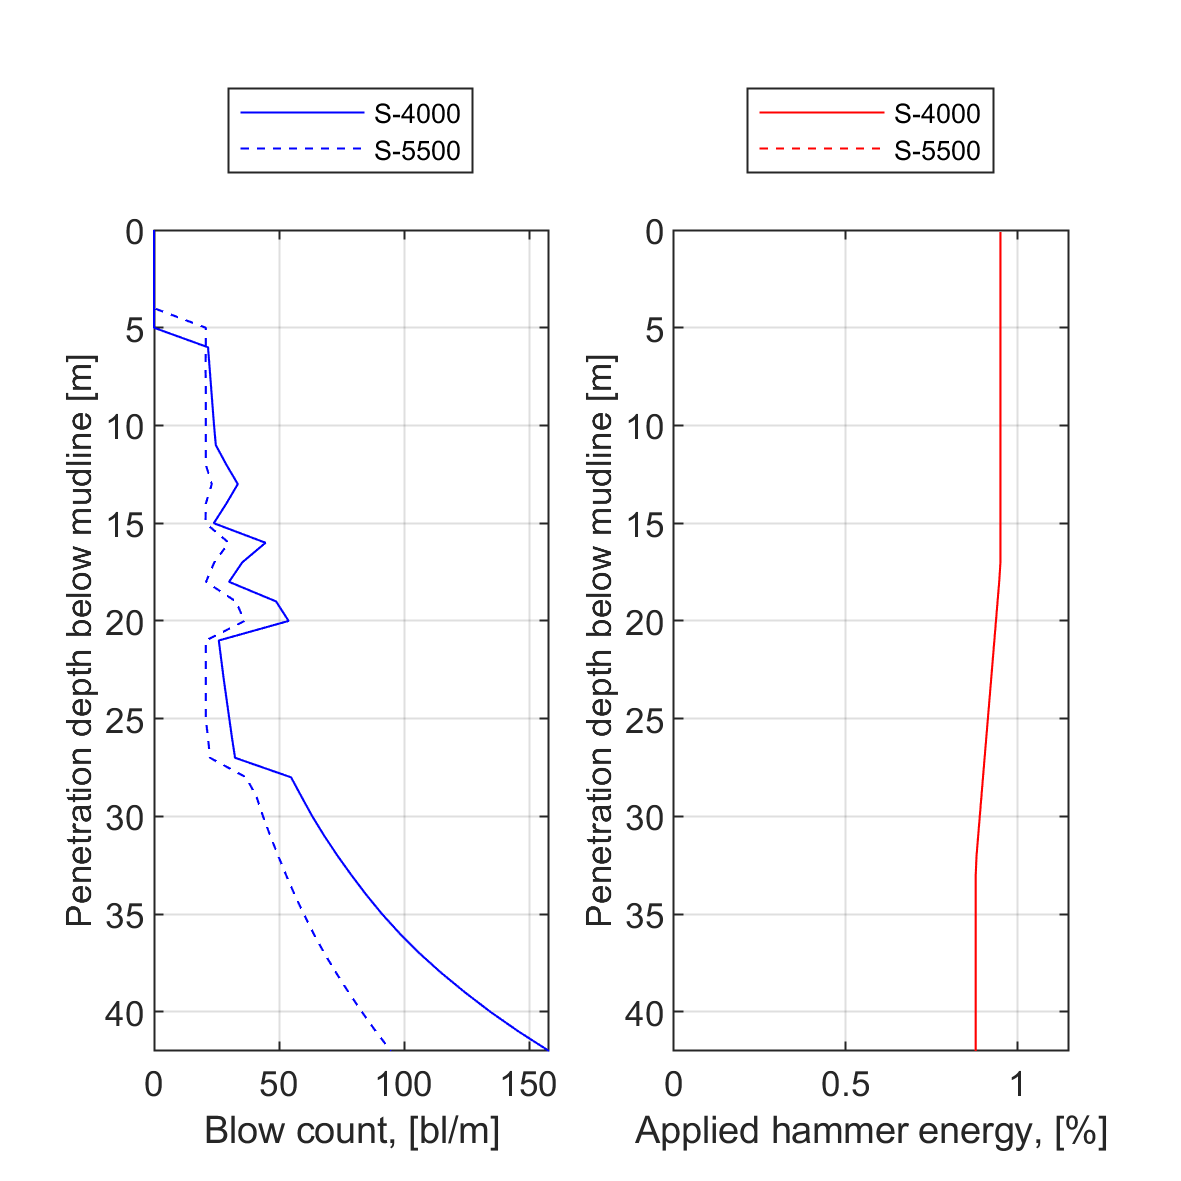 S-4000
S-5500
S-4000
S-5500
0
5
10
15
20
25
30
35
40
Penetration depth below mudline [m]
0 50 100 150
Blow count, [bl/m]
0
5
10
15
20
25
30
35
40
Penetration depth below mudline [m]
0 0.5 1
Applied hammer energy, [%]